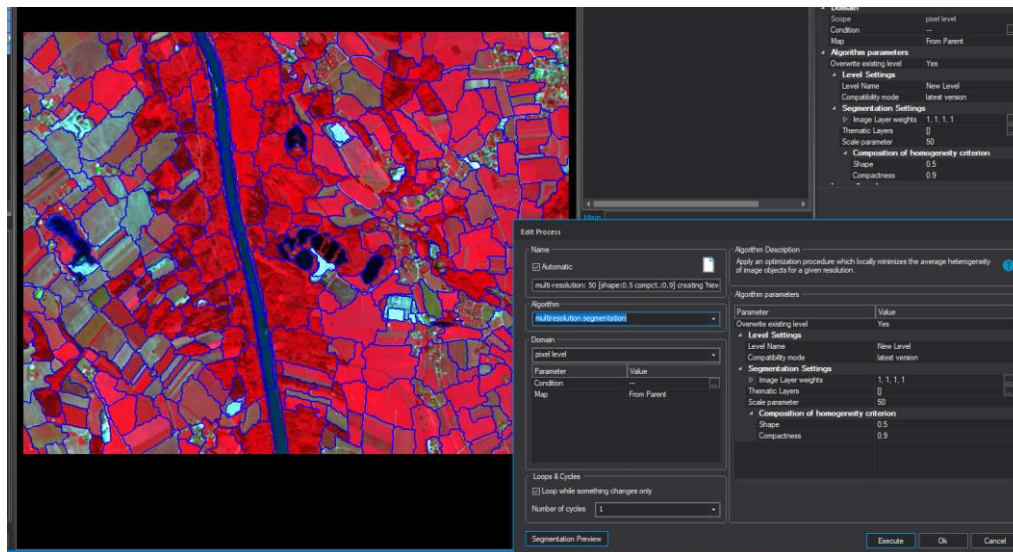 Domain
Scope pixel level
Condition ---
Map From Parent
Algorithm parameters
Overwrite existing level Yes
Level Settings
Level Name New Level
Compatibility mode latest version
Segmentation Settings
Image Layer weights 1, 1, 1, 1
Thematic Layers []
Scale parameter 50
Composition of homogeneity criterion
Shape 0.5
Compactness 0.9
Main
Edit Process
Name
Automatic
multi-resolution: 50 [shape:0.5 compct.:0.9] creating 'New
Algorithm
multiresolution segmentation
Domain
pixel level
Parameter Value
Condition ---
Map From Parent
Loops & Cycles
Loop while something changes only
Number of cycles 1
Segmentation Preview
Algorithm Description
Apply an optimization procedure which locally minimizes the average heterogeneity
of image objects for a given resolution.
?
Algorithm parameters
Parameter Value
Overwrite existing level Yes
Level Settings
Level Name New Level
Compatibility mode latest version
Segmentation Settings
Image Layer weights 1, 1, 1, 1
Thematic Layers []
Scale parameter 50
Composition of homogeneity criterion
Shape 0.5
Compactness 0.9
Execute Ok Cancel